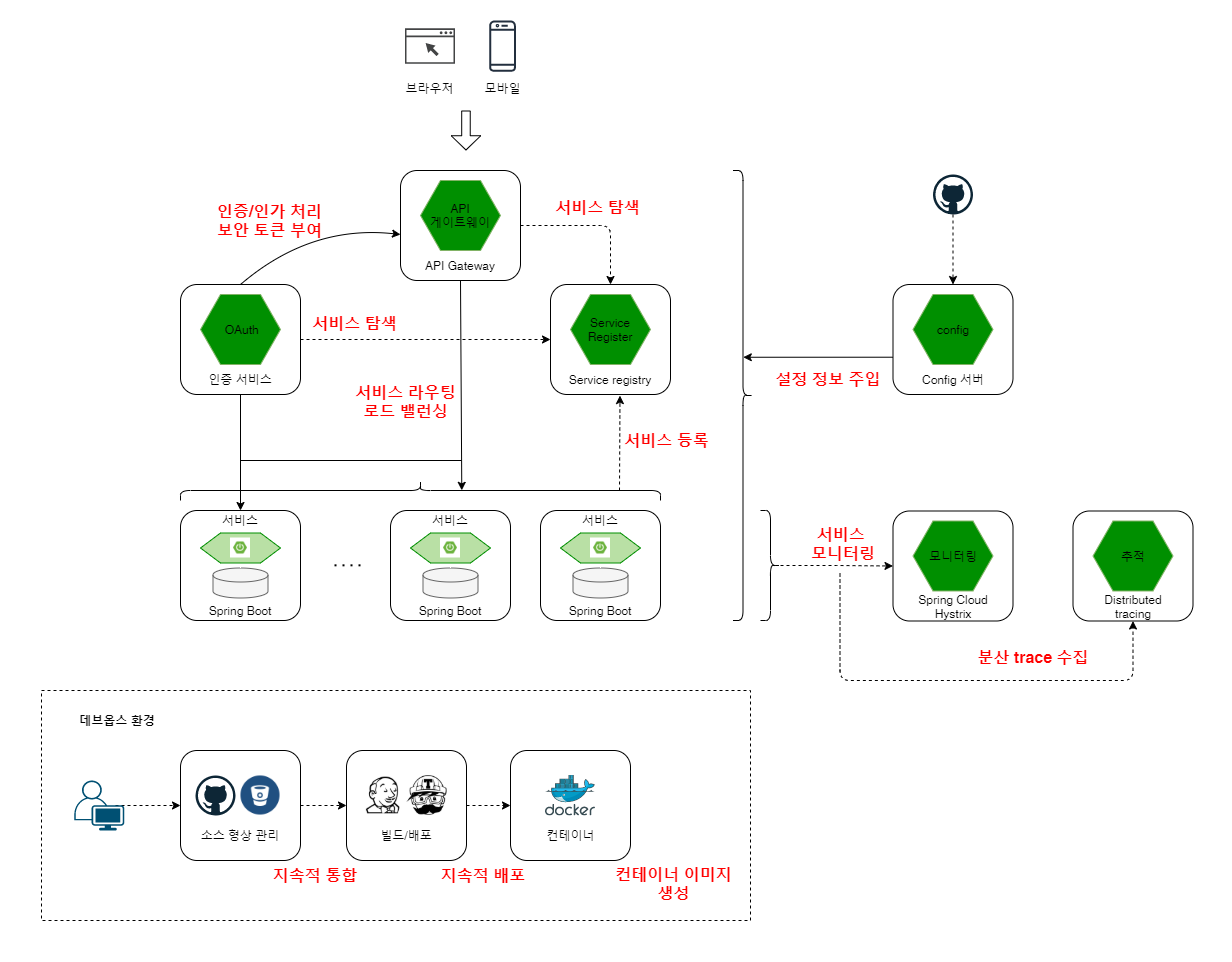 브라우저
모바일
API
게이트웨이
API Gateway
인증/인가 처리
보안 토큰 부여
서비스 탐색
OAuth
인증 서비스
서비스 탐색
Service
Register
Service registry
config
Config 서버
설정 정보 주입
서비스 라우팅
로드 밸런싱
서비스 등록
서비스
Spring Boot
....
서비스
Spring Boot
서비스
Spring Boot
서비스
모니터링
모니터링
Spring Cloud
Hystrix
추적
Distributed
tracing
분산 trace 수집
데브옵스 환경
소스 형상 관리
빌드/배포
docker
컨테이너
지속적 통합
지속적 배포
컨테이너 이미지
생성